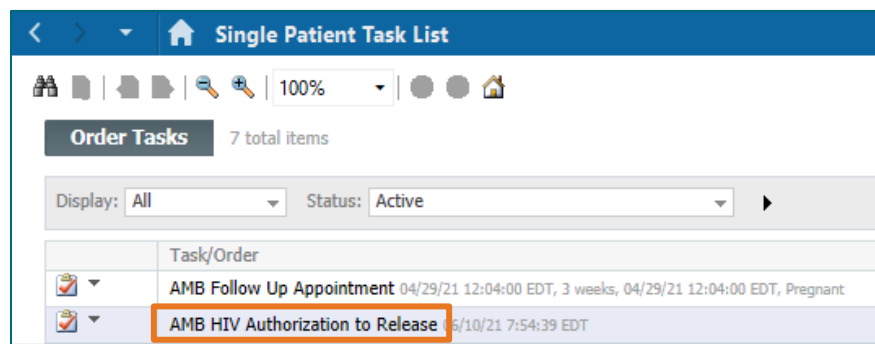 Single Patient Task List
100%
Order Tasks 7 total items
Display: All Status: Active
Task/Order
AMB Follow Up Appointment 04/29/21 12:04:00 EDT, 3 weeks, 04/29/21 12:04:00 EDT, Pregnant
AMB HIV Authorization to Release 06/10/21 7:54:39 EDT